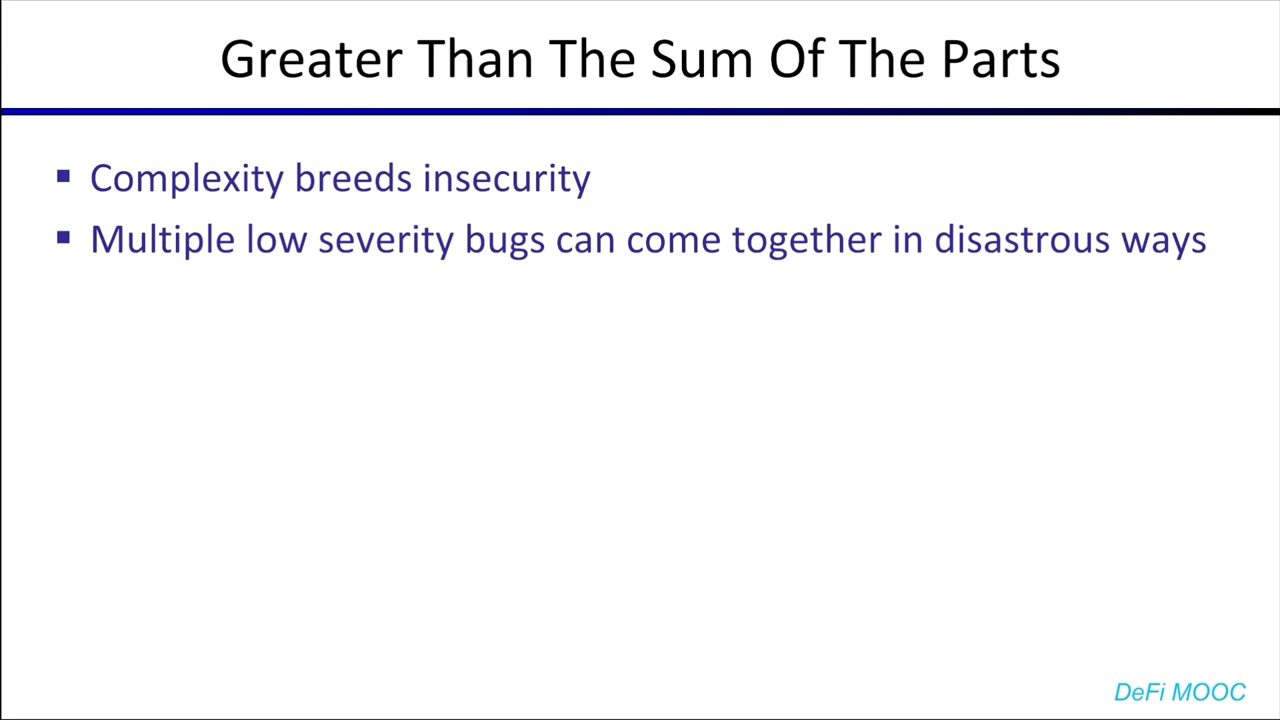 Greater Than The Sum Of The Parts
Complexity breeds insecurity
Multiple low severity bugs can come together in disastrous ways
DeFi MOOC